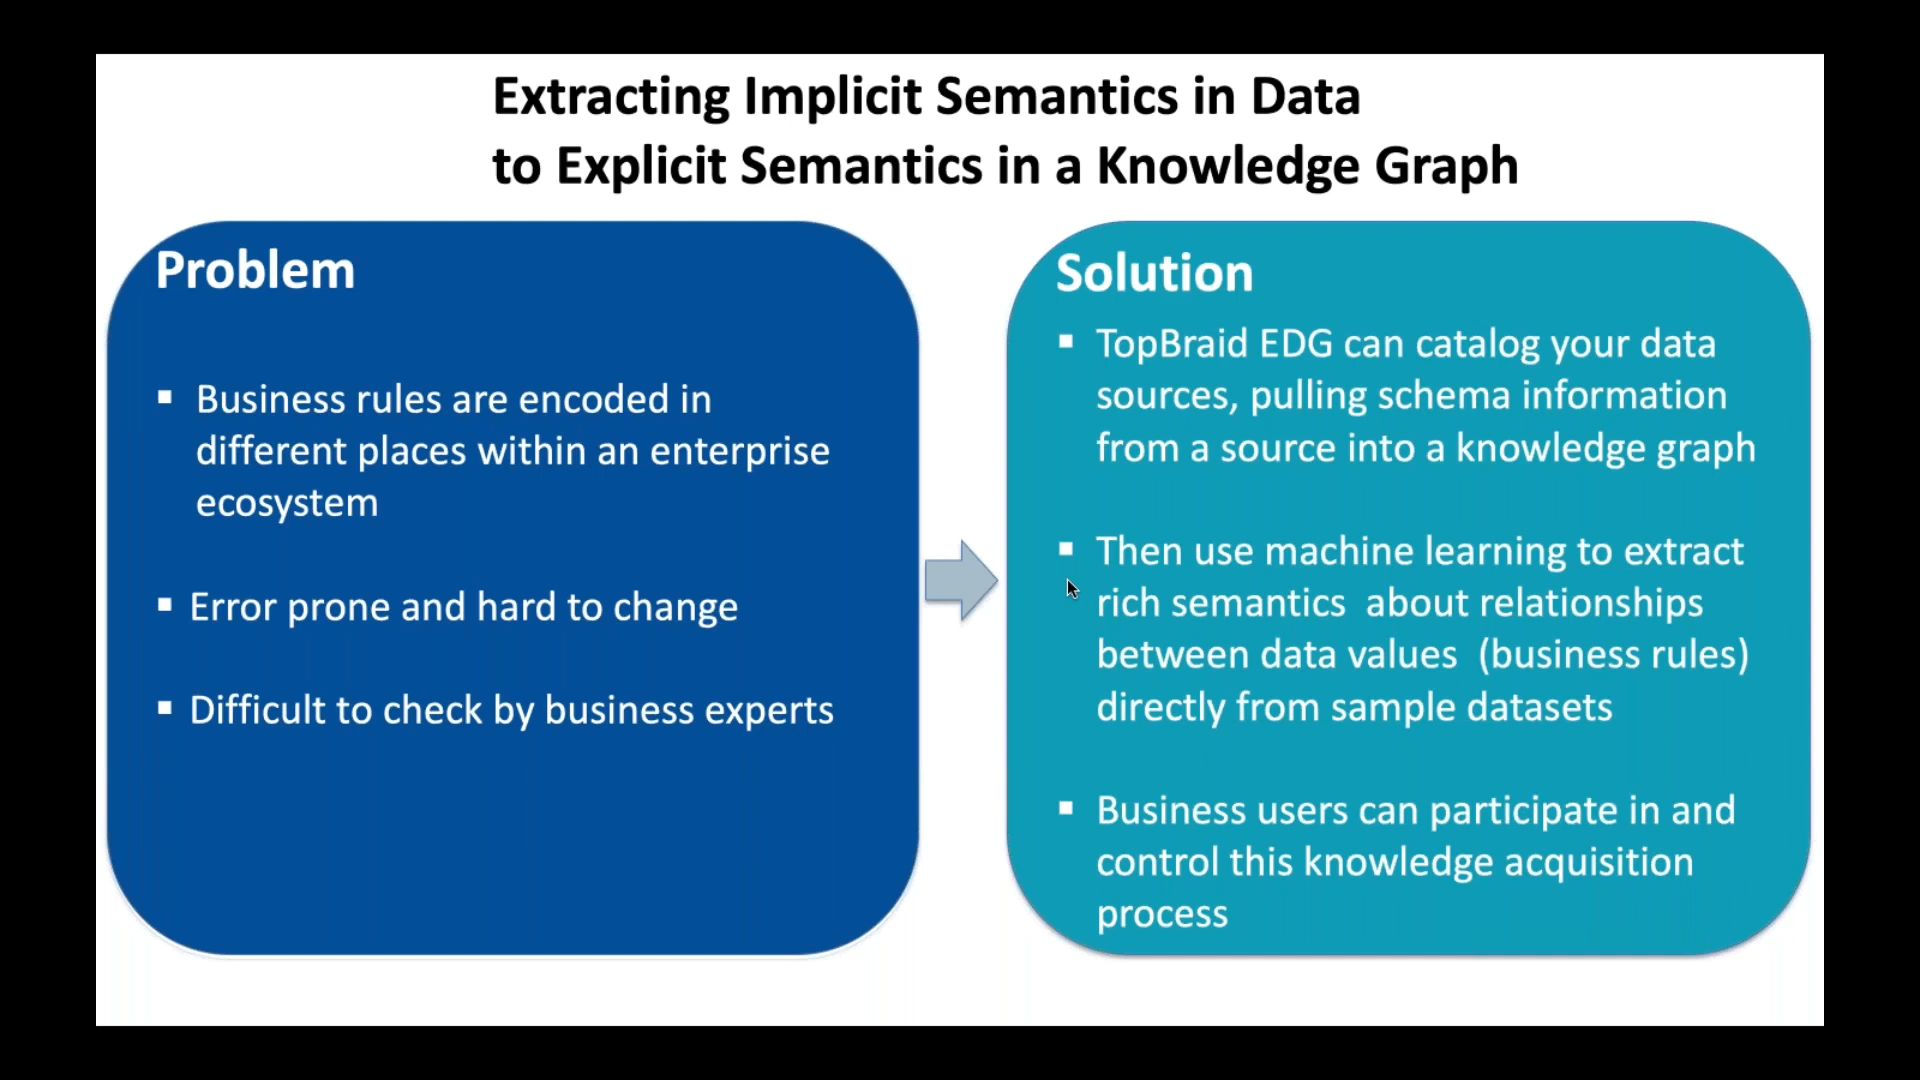 Extracting Implicit Semantics in Data
to Explicit Semantics in a Knowledge Graph
Problem
▪ Business rules are encoded in
different places within an enterprise
ecosystem
▪ Error prone and hard to change
▪ Difficult to check by business experts
Solution
▪ TopBraid EDG can catalog your data
sources, pulling schema information
from a source into a knowledge graph
▪ Then use machine learning to extract
rich semantics  about relationships
between data values  (business rules)
directly from sample datasets
▪ Business users can participate in and
control this knowledge acquisition
process